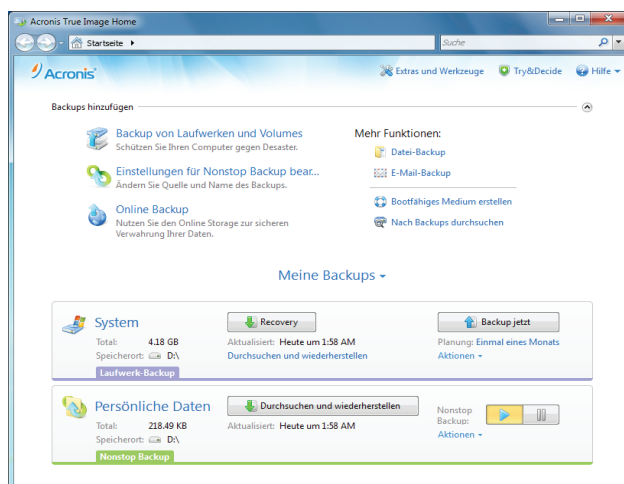 Acronis True Image Home
Startseite
Suche
Acronis
Extras und Werkzeuge
Try&Decide
Hilfe
Backups hinzufügen
Backup von Laufwerken und Volumes
Schützen Sie Ihren Computer gegen Desaster.
Einstellungen für Nonstop Backup bear...
Ändern Sie Quelle und Name des Backups.
Online Backup
Nutzen Sie den Online Storage zur sicheren
Verwahrung Ihrer Daten.
Mehr Funktionen:
Datei-Backup
E-Mail-Backup
Bootfähiges Medium erstellen
Nach Backups durchsuchen
Meine Backups
System
Total: 4.18 GB
Speicherort: D:\
Laufwerk-Backup
Recovery
Aktualisiert: Heute um 1:58 AM
Durchsuchen und wiederherstellen
Backup jetzt
Planung: Einmal eines Monats
Aktionen
Persönliche Daten
Total: 218.49 KB
Speicherort: D:\
Nonstop Backup
Durchsuchen und wiederherstellen
Aktualisiert: Heute um 1:58 AM
Nonstop
Backup:
Aktionen